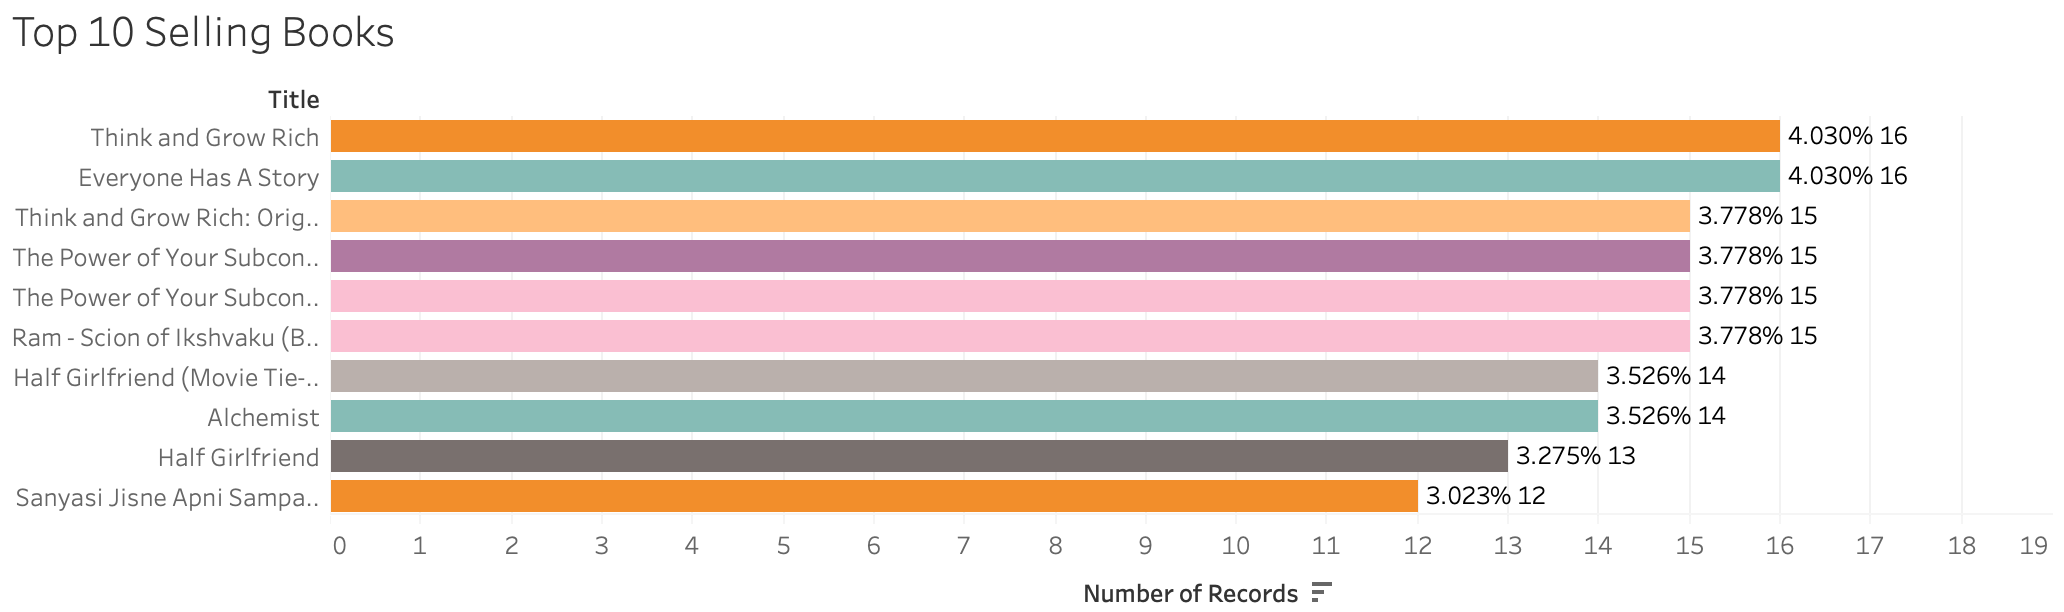 Top 10 Selling Books
Title
Think and Grow Rich 4.030% 16
Everyone Has A Story 4.030% 16
Think and Grow Rich: Orig.. 3.778% 15
The Power of Your Subcon.. 3.778% 15
The Power of Your Subcon.. 3.778% 15
Ram - Scion of Ikshvaku (B.. 3.778% 15
Half Girlfriend (Movie Tie-.. 3.526% 14
Alchemist 3.526% 14
Half Girlfriend 3.275% 13
Sanyasi Jisne Apni Sampa.. 3.023% 12
0 1 2 3 4 5 6 7 8 9 10 11 12 13 14 15 16 17 18 19
Number of Records